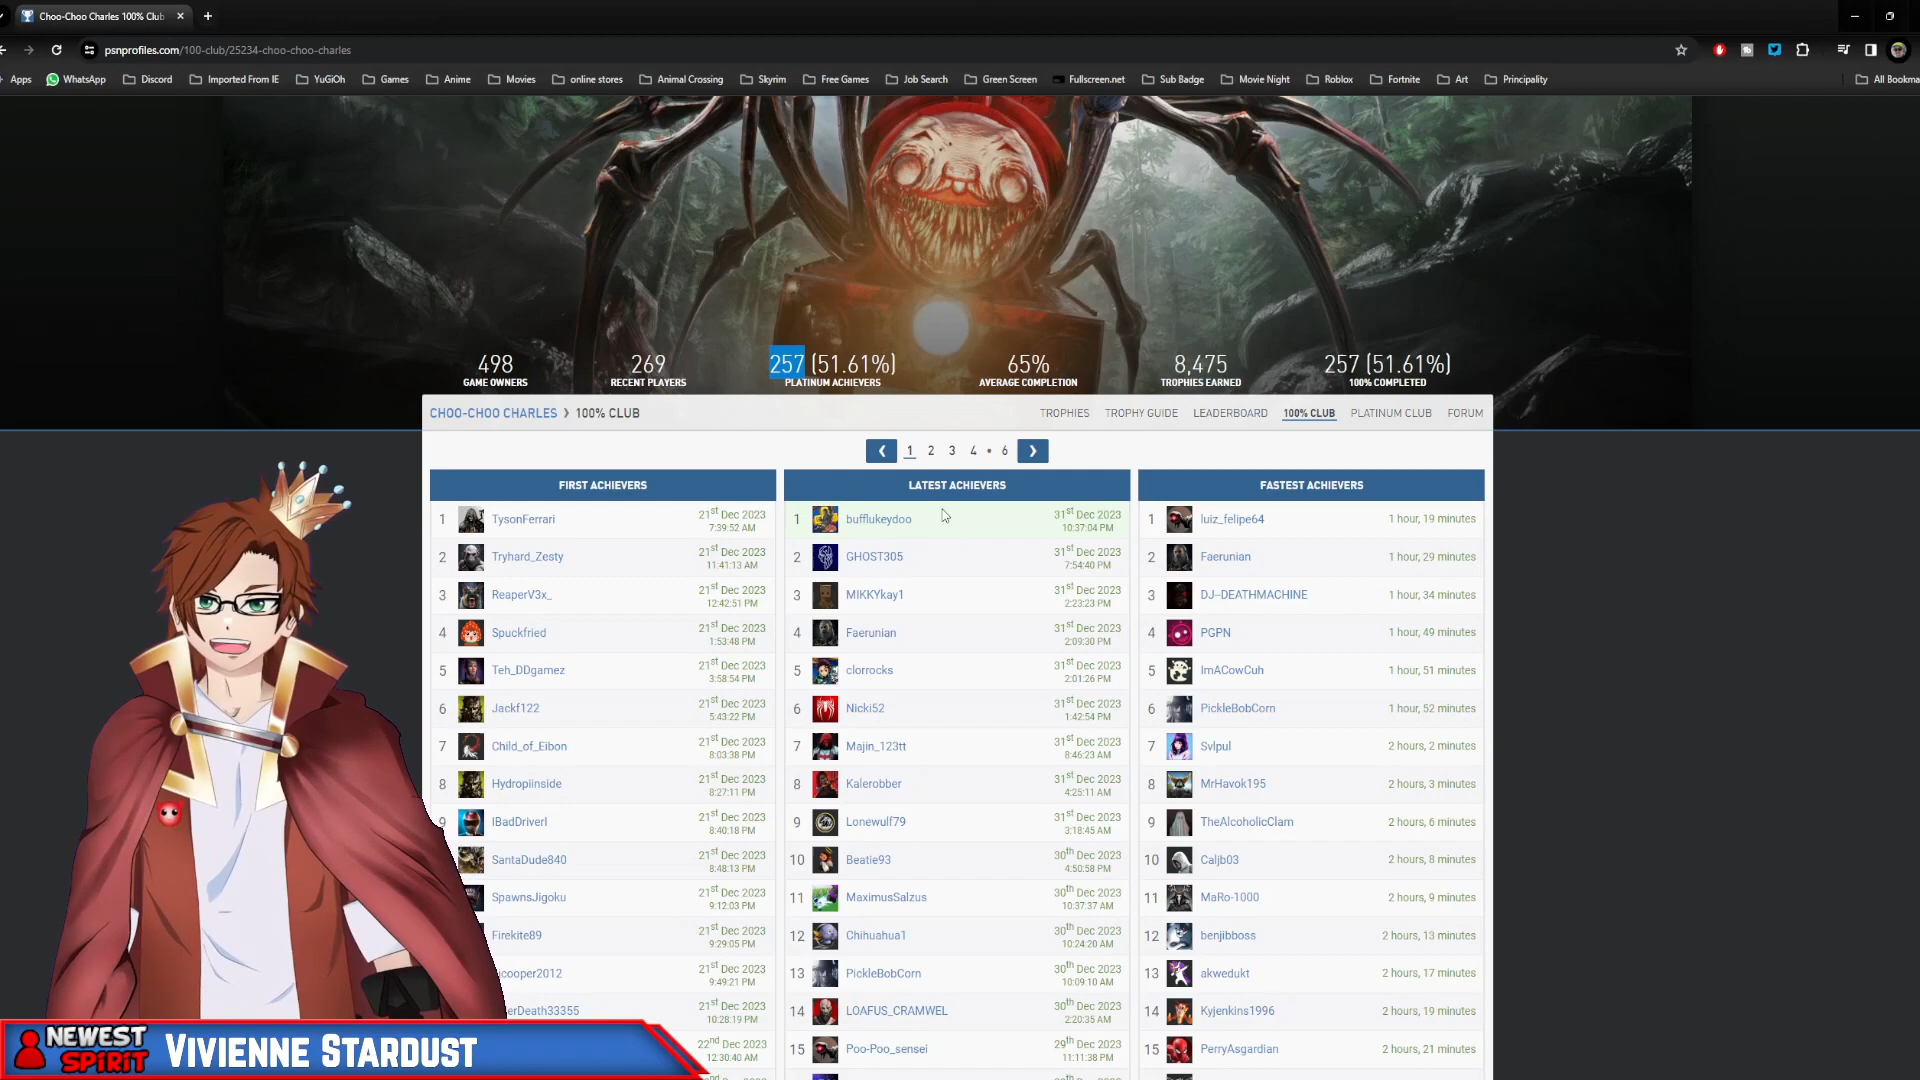 Choo-Choo Charles 100% Club
psnprofiles.com/100-club/25234-choo-choo-charles
Apps WhatsApp Discord Imported From IE YuGiOh Games Anime Movies online stores Animal Crossing Skyrim Free Games Job Search Green Screen Fullscreen.net Sub Badge Movie Night Roblox Fortnite Art Principality All Bookma
498 269 257 (51.61%) 65% 8,475 257 (51.61%)
GAME OWNERS RECENT PLAYERS PLATINUM ACHIEVERS AVERAGE COMPLETION TROPHIES EARNED 100% COMPLETED
CHOO-CHOO CHARLES › 100% CLUB TROPHIES TROPHY GUIDE LEADERBOARD 100% CLUB PLATINUM CLUB FORUM
1 2 3 4 • 6
FIRST ACHIEVERS
1 TysonFerrari 21st Dec 2023 7:39:52 AM
2 Tryhard_Zesty 21st Dec 2023 11:41:13 AM
3 ReaperV3x_ 21st Dec 2023 12:42:51 PM
4 Spuckfried 21st Dec 2023 1:53:48 PM
5 Teh_DDgamez 21st Dec 2023 3:58:54 PM
6 Jackf122 21st Dec 2023 5:43:22 PM
7 Child_of_Eibon 21st Dec 2023 8:03:38 PM
8 Hydropiinside 21st Dec 2023 8:27:11 PM
9 IBadDriverI 21st Dec 2023 8:40:18 PM
SantaDude840 21st Dec 2023 8:48:13 PM
SpawnsJigoku 21st Dec 2023 9:12:03 PM
Firekite89 21st Dec 2023 9:29:05 PM
cooper2012 21st Dec 2023 9:49:21 PM
erDeath33355 21st Dec 2023 10:28:19 PM
22nd Dec 2023 12:30:40 AM
LATEST ACHIEVERS
1 bufflukeydoo 31st Dec 2023 10:37:04 PM
2 GHOST305 31st Dec 2023 7:54:40 PM
3 MIKKYkay1 31st Dec 2023 2:23:23 PM
4 Faerunian 31st Dec 2023 2:09:30 PM
5 clorrocks 31st Dec 2023 2:01:26 PM
6 Nicki52 31st Dec 2023 1:42:54 PM
7 Majin_123tt 31st Dec 2023 8:46:23 AM
8 Kalerobber 31st Dec 2023 4:25:11 AM
9 Lonewulf79 31st Dec 2023 3:18:45 AM
10 Beatie93 30th Dec 2023 4:50:58 PM
11 MaximusSalzus 30th Dec 2023 10:37:37 AM
12 Chihuahua1 30th Dec 2023 10:24:20 AM
13 PickleBobCorn 30th Dec 2023 10:09:10 AM
14 LOAFUS_CRAMWEL 30th Dec 2023 2:20:35 AM
15 Poo-Poo_sensei 29th Dec 2023 11:11:38 PM
FASTEST ACHIEVERS
1 luiz_felipe64 1 hour, 19 minutes
2 Faerunian 1 hour, 29 minutes
3 DJ-DEATHMACHINE 1 hour, 34 minutes
4 PGPN 1 hour, 49 minutes
5 ImACowCuh 1 hour, 51 minutes
6 PickleBobCorn 1 hour, 52 minutes
7 Svlpul 2 hours, 2 minutes
8 MrHavok195 2 hours, 3 minutes
9 TheAlcoholicClam 2 hours, 6 minutes
10 Caljb03 2 hours, 8 minutes
11 MaRo-1000 2 hours, 9 minutes
12 benjibboss 2 hours, 13 minutes
13 akwedukt 2 hours, 17 minutes
14 Kyjenkins1996 2 hours, 19 minutes
15 PerryAsgardian 2 hours, 21 minutes
NEWEST SPIRIT VIVIENNE STARDUST